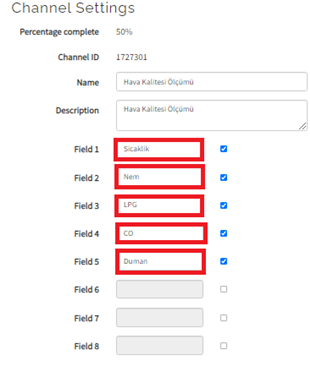 Channel Settings
Percentage complete 50%
Channel ID 1727301
Name Hava Kalitesi Ölçümü
Description Hava Kalitesi Ölçümü
Field 1 Sicaklik
Field 2 Nem
Field 3 LPG
Field 4 CO
Field 5 Duman
Field 6
Field 7
Field 8